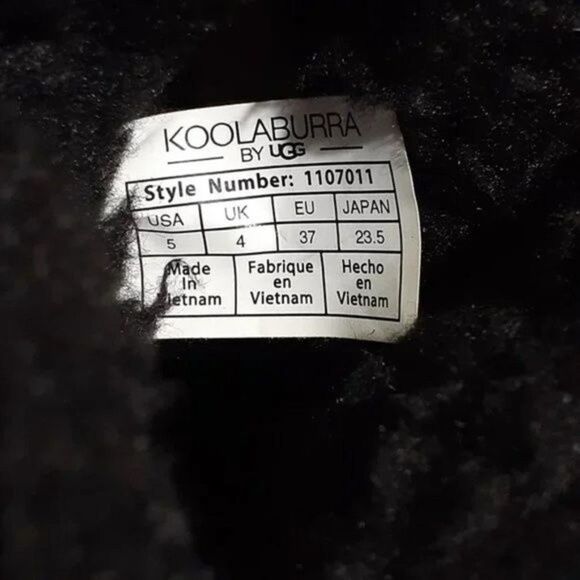 KOOLABURRA
BY UGG
Style Number: 1107011
USA UK EU JAPAN
5 4 37 23.5
Made Fabrique Hecho
In en en
Vietnam Vietnam Vietnam